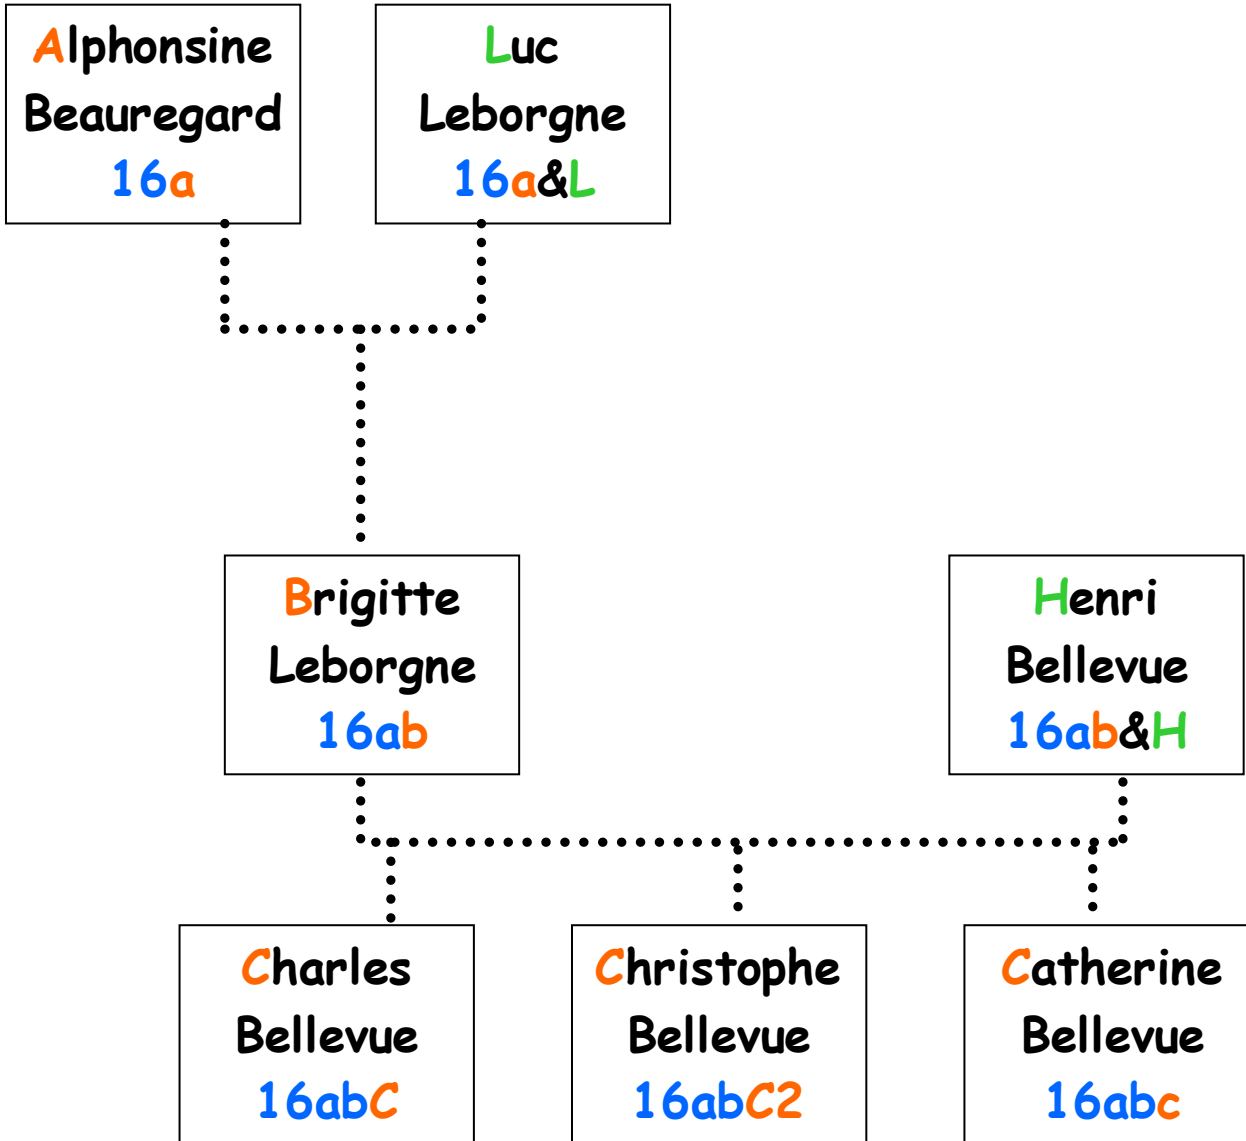 Alphonsine
Beauregard
16a
Luc
Leborgne
16a&L
Brigitte
Leborgne
16ab
Henri
Bellevue
16ab&H
Charles
Bellevue
16abC
Christophe
Bellevue
16abC2
Catherine
Bellevue
16abc